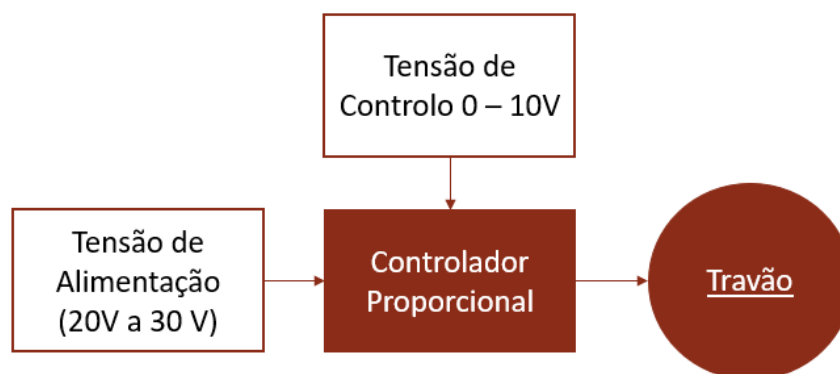 Tensão de
Controlo 0 – 10V
Tensão de
Alimentação
(20V a 30 V)
Controlador
Proporcional
Travão